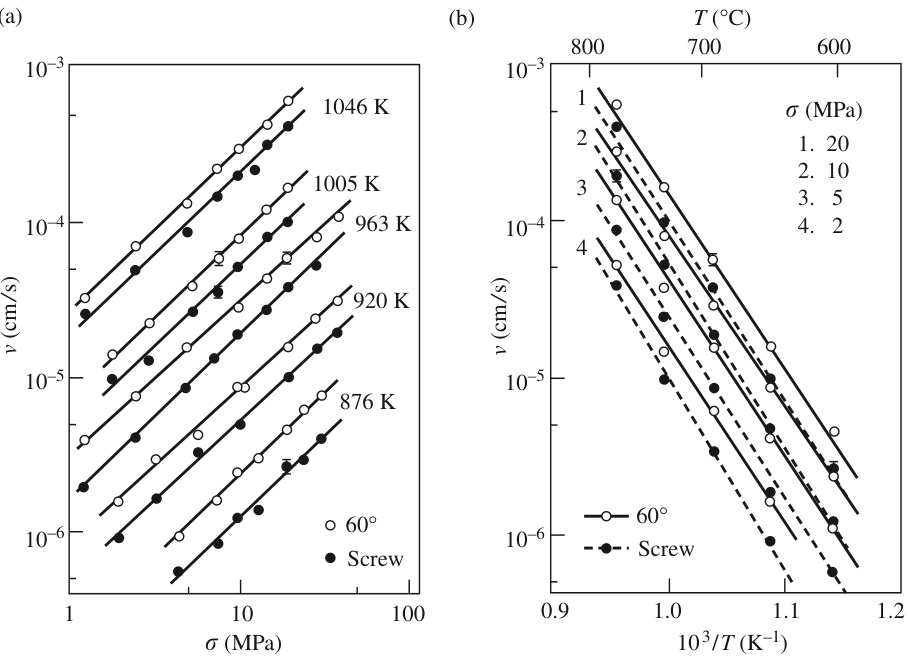 (a)
10⁻³
10⁻⁴
10⁻⁵
10⁻⁶
v (cm/s)
1046 K
1005 K
963 K
920 K
876 K
60°
Screw
1
10
100
σ (MPa)
(b)
T (°C)
800
700
600
10⁻³
10⁻⁴
10⁻⁵
10⁻⁶
v (cm/s)
1
2
3
4
σ (MPa)
1. 20
2. 10
3. 5
4. 2
60°
Screw
0.9
1.0
1.1
1.2
10³/T (K⁻¹)